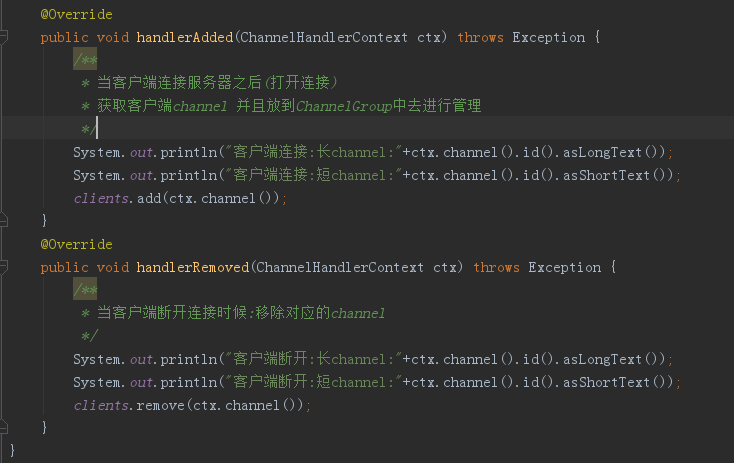 @Override
public void handlerAdded(ChannelHandlerContext ctx) throws Exception {
/**
* 当客户端连接服务器之后(打开连接)
* 获取客户端channel 并且放到ChannelGroup中去进行管理
*/
System.out.println("客户端连接:长channel:"+ctx.channel().id().asLongText());
System.out.println("客户端连接:短channel:"+ctx.channel().id().asShortText());
clients.add(ctx.channel());
}
@Override
public void handlerRemoved(ChannelHandlerContext ctx) throws Exception {
/**
* 当客户端断开连接时候:移除对应的channel
*/
System.out.println("客户端断开:长channel:"+ctx.channel().id().asLongText());
System.out.println("客户端断开:短channel:"+ctx.channel().id().asShortText());
clients.remove(ctx.channel());
}
}